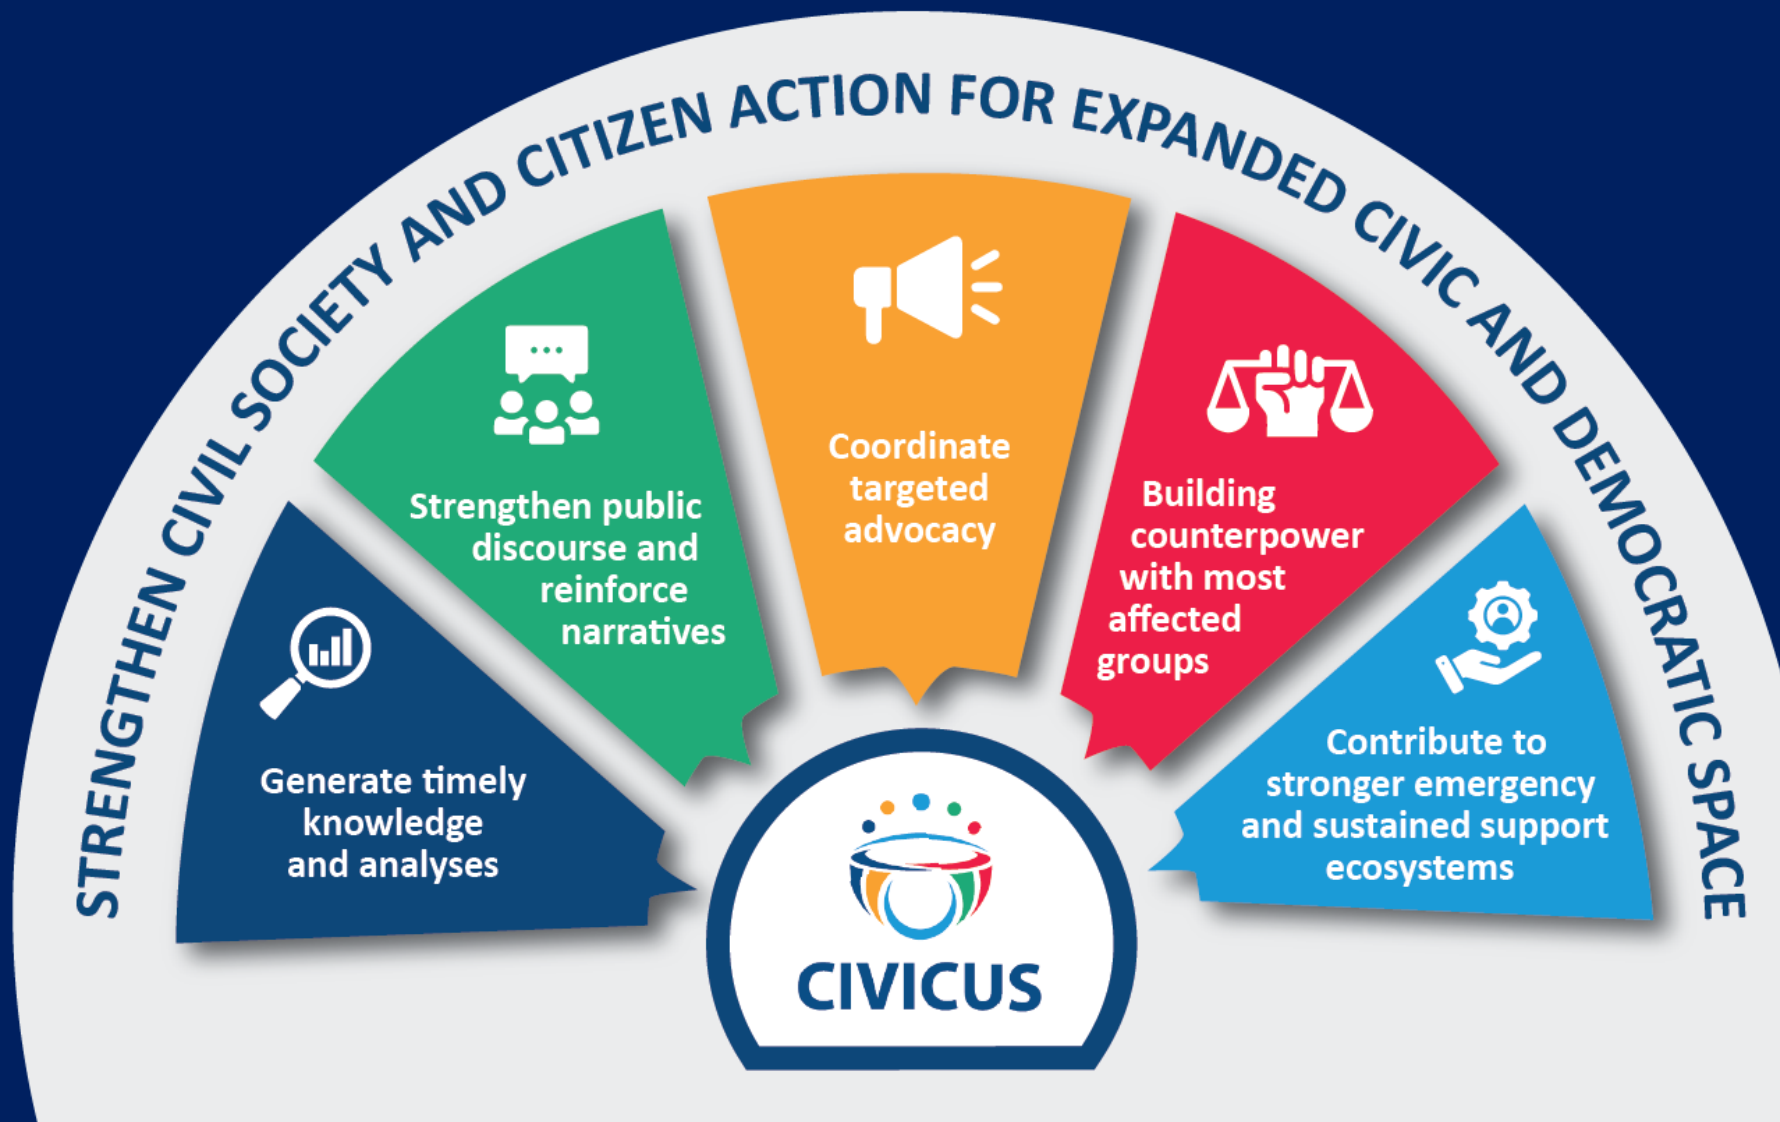 STRENGTHEN CIVIL SOCIETY AND CITIZEN ACTION FOR EXPANDED CIVIC AND DEMOCRATIC SPACE
Generate timely
knowledge
and analyses
Strengthen public
discourse and
reinforce
narratives
Coordinate
targeted
advocacy
Building
counterpower
with most
affected
groups
Contribute to
stronger emergency
and sustained support
ecosystems
CIVICUS